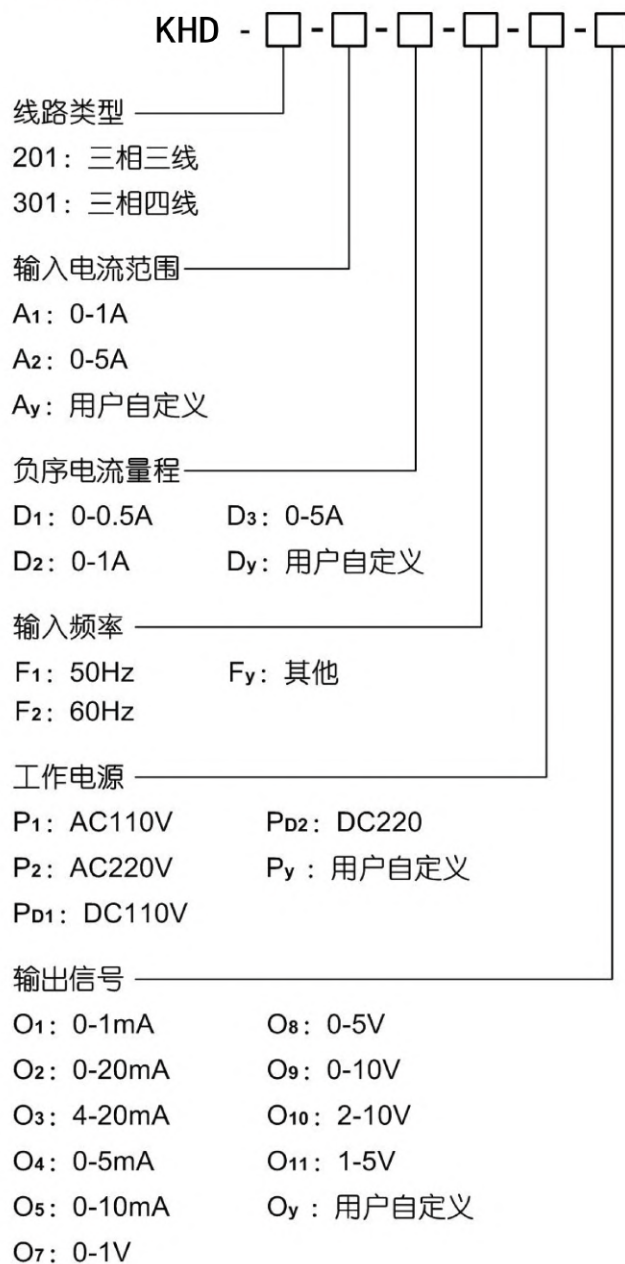 KHD - □ - □ - □ - □ - □ - □
线路类型
201：三相三线
301：三相四线
输入电流范围
A1：0-1A
A2：0-5A
Ay：用户自定义
负序电流量程
D1：0-0.5A D3：0-5A
D2：0-1A Dy：用户自定义
输入频率
F1：50Hz Fy：其他
F2：60Hz
工作电源
P1：AC110V PD2：DC220
P2：AC220V Py：用户自定义
PD1：DC110V
输出信号
O1：0-1mA O8：0-5V
O2：0-20mA O9：0-10V
O3：4-20mA O10：2-10V
O4：0-5mA O11：1-5V
O5：0-10mA Oy：用户自定义
O7：0-1V